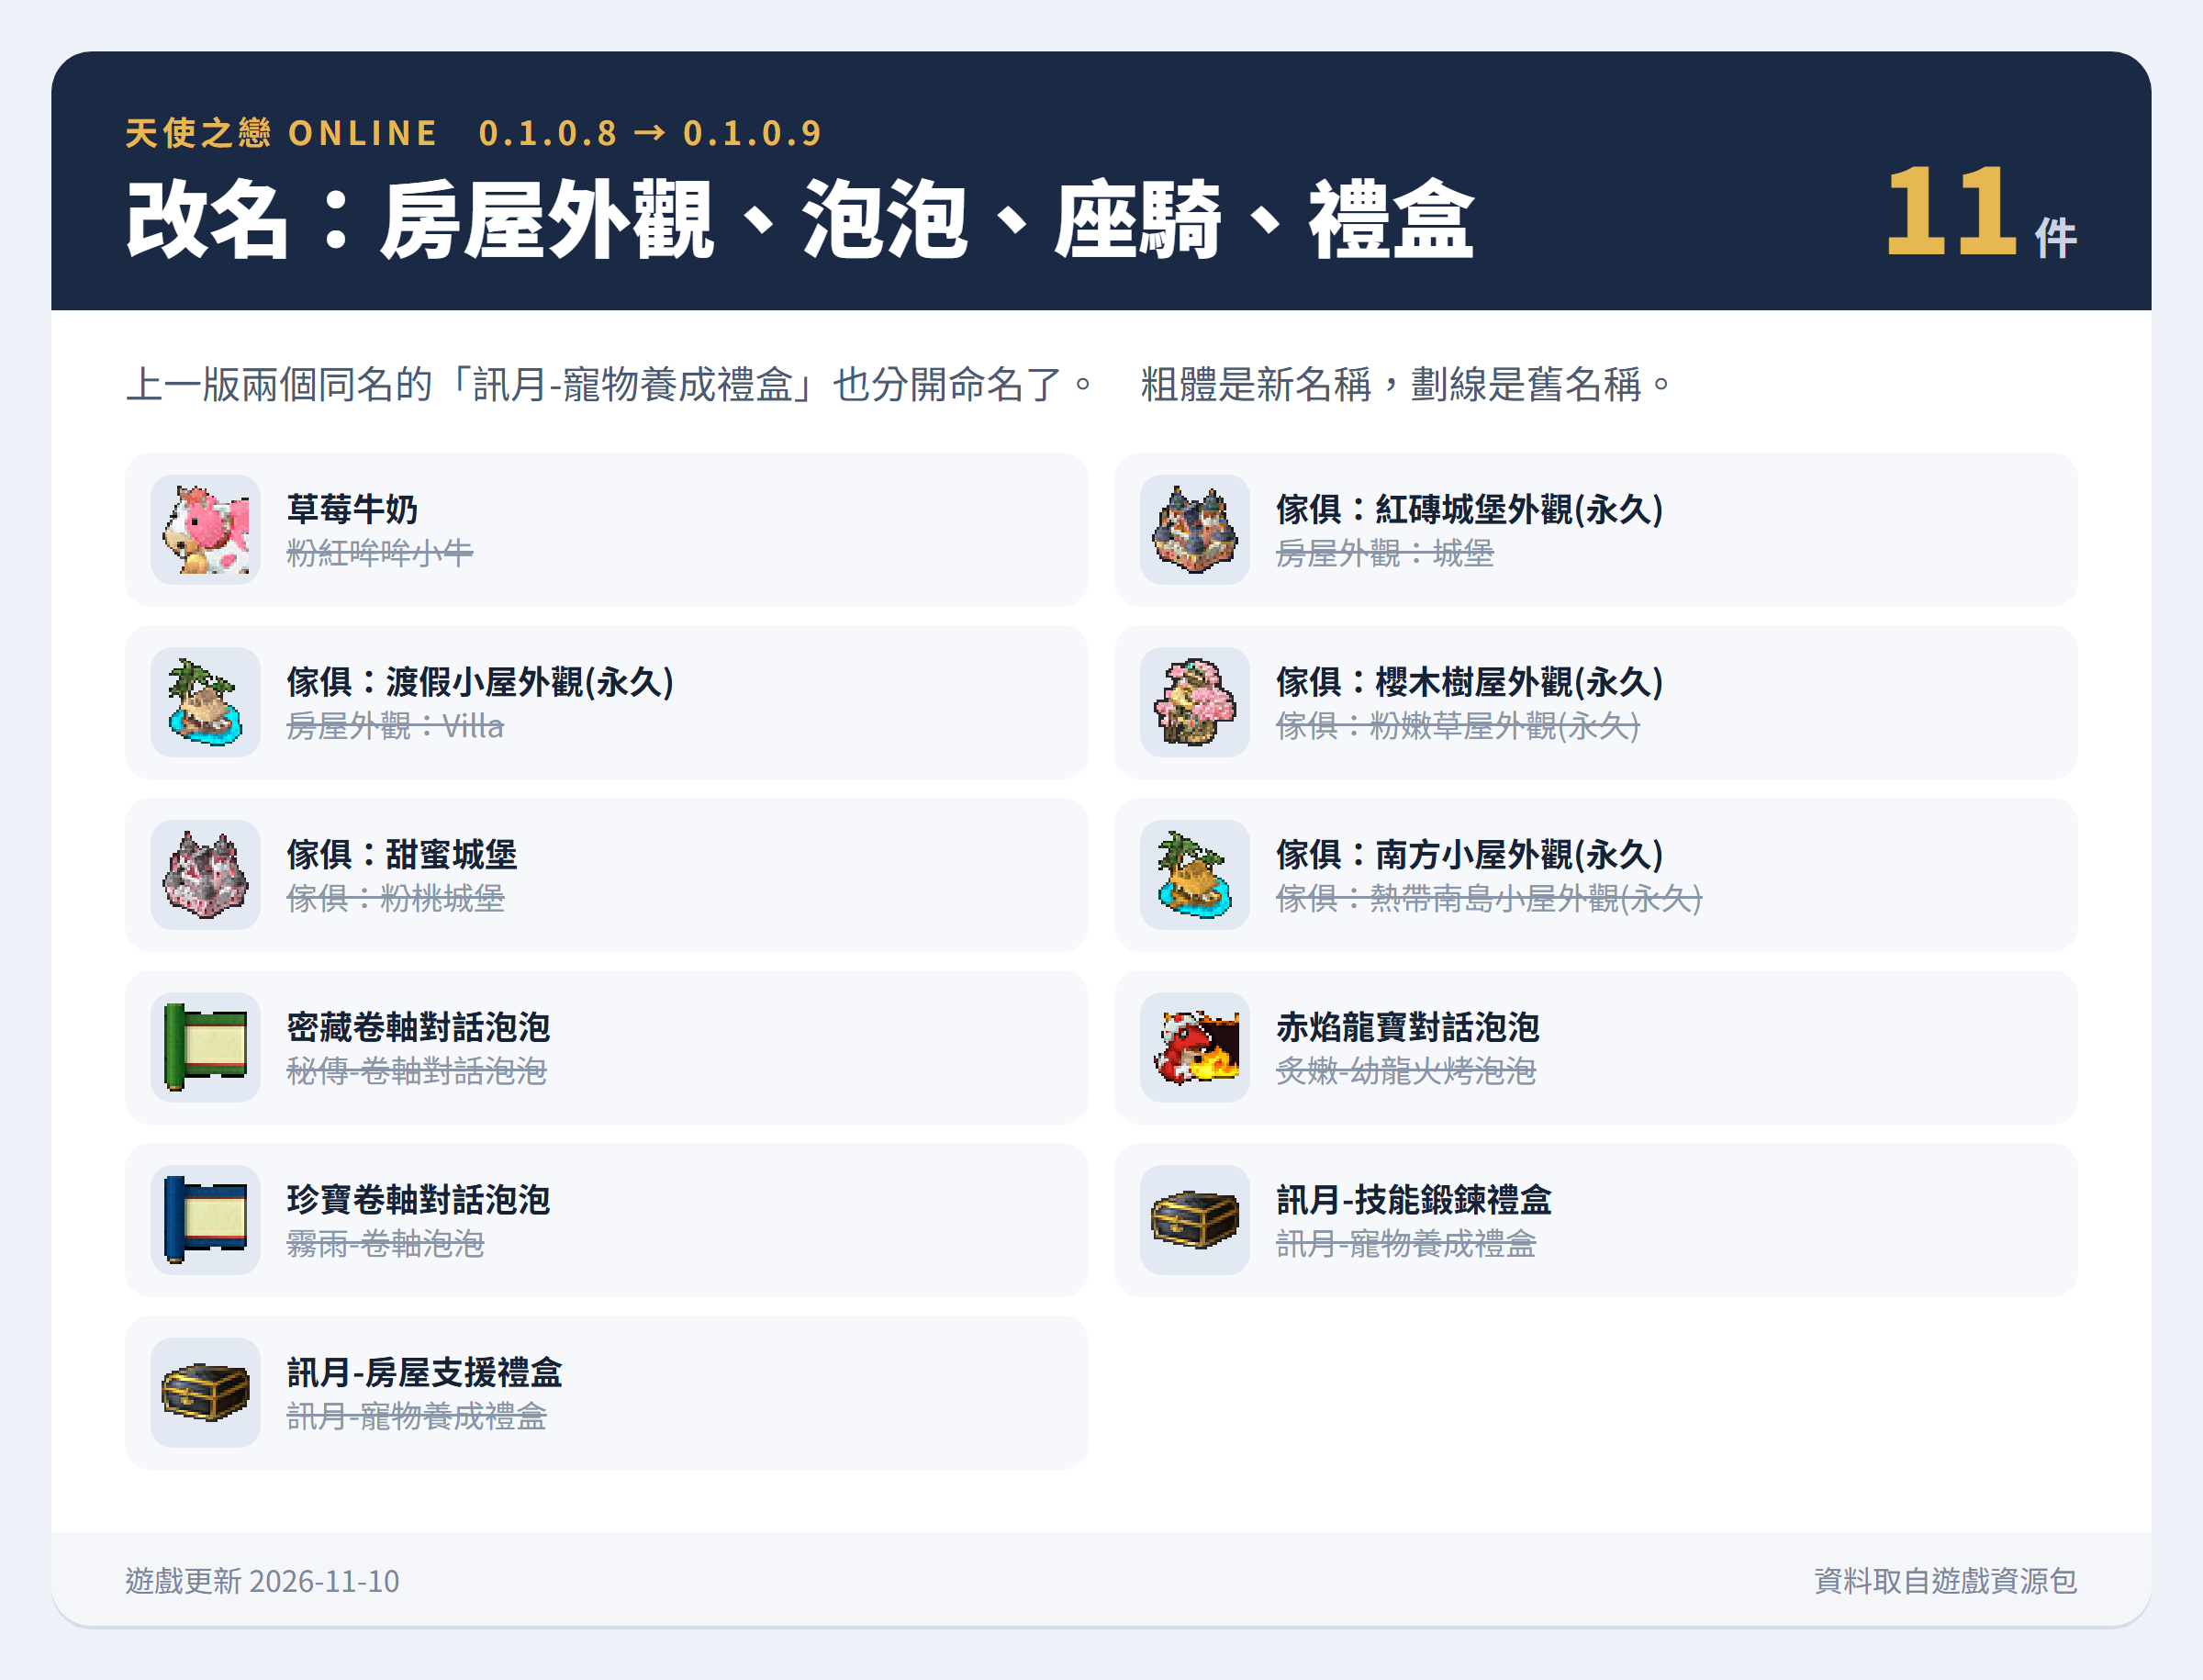 天使之戀 ONLINE 0.1.0.8 → 0.1.0.9
改名：房屋外觀、泡泡、座騎、禮盒
11 件
上一版兩個同名的「訊月-寵物養成禮盒」也分開命名了。 粗體是新名稱，劃線是舊名稱。
草莓牛奶
粉紅哞哞小牛
傢俱：紅磚城堡外觀(永久)
房屋外觀：城堡
傢俱：渡假小屋外觀(永久)
房屋外觀：Villa
傢俱：櫻木樹屋外觀(永久)
傢俱：粉嫩草屋外觀(永久)
傢俱：甜蜜城堡
傢俱：粉桃城堡
傢俱：南方小屋外觀(永久)
傢俱：熱帶南島小屋外觀(永久)
密藏卷軸對話泡泡
秘傳-卷軸對話泡泡
赤焰龍寶對話泡泡
炙嫩-幼龍火烤泡泡
珍寶卷軸對話泡泡
霧雨-卷軸泡泡
訊月-技能鍛鍊禮盒
訊月-寵物養成禮盒
訊月-房屋支援禮盒
訊月-寵物養成禮盒
遊戲更新 2026-11-10
資料取自遊戲資源包